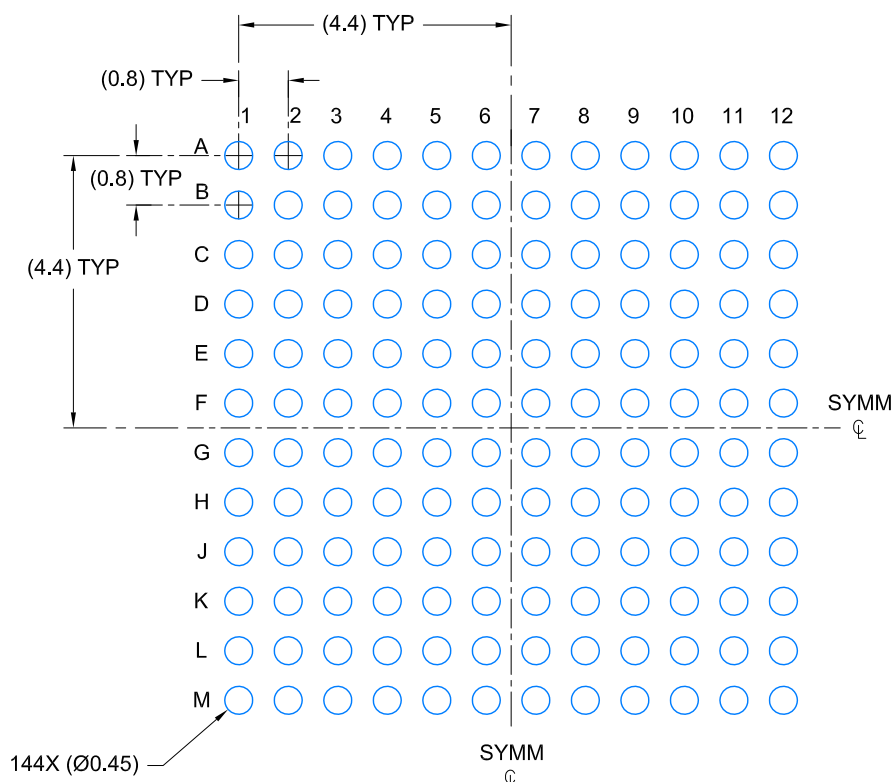 (4.4) TYP
(0.8) TYP
1 2 3 4 5 6 7 8 9 10 11 12
A
(0.8) TYP
B
C
(4.4) TYP
D
E
F
SYMM
℄
G
H
J
K
L
M
144X (Ø0.45)
SYMM
℄